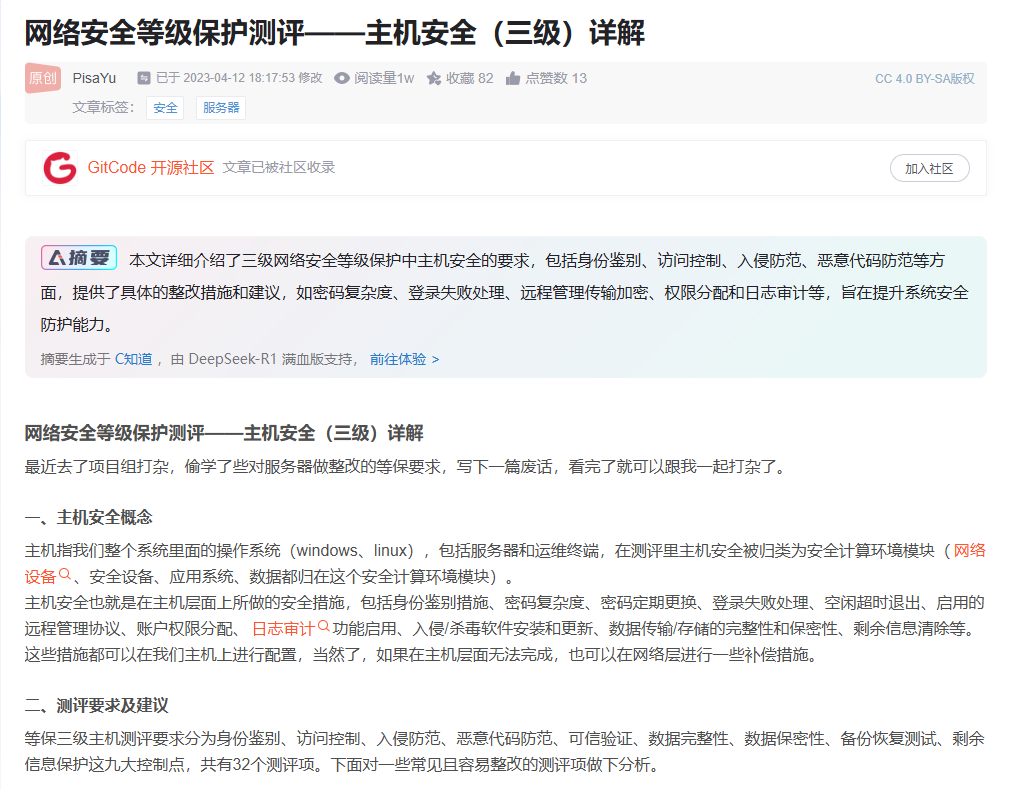 网络安全等级保护测评——主机安全（三级）详解
原创 PisaYu 已于 2023-04-12 18:17:53 修改 阅读量1w 收藏 82 点赞数 13 CC 4.0 BY-SA版权
文章标签： 安全 服务器
GitCode 开源社区 文章已被社区收录 加入社区
摘要 本文详细介绍了三级网络安全等级保护中主机安全的要求，包括身份鉴别、访问控制、入侵防范、恶意代码防范等方
面，提供了具体的整改措施和建议，如密码复杂度、登录失败处理、远程管理传输加密、权限分配和日志审计等，旨在提升系统安全
防护能力。
摘要生成于 C知道 ，由 DeepSeek-R1 满血版支持， 前往体验 >
网络安全等级保护测评——主机安全（三级）详解
最近去了项目组打杂，偷学了些对服务器做整改的等保要求，写下一篇废话，看完了就可以跟我一起打杂了。
一、主机安全概念
主机指我们整个系统里面的操作系统（windows、linux），包括服务器和运维终端，在测评里主机安全被归类为安全计算环境模块（网络
设备、安全设备、应用系统、数据都归在这个安全计算环境模块）。
主机安全也就是在主机层面上所做的安全措施，包括身份鉴别措施、密码复杂度、密码定期更换、登录失败处理、空闲超时退出、启用的
远程管理协议、账户权限分配、日志审计功能启用、入侵/杀毒软件安装和更新、数据传输/存储的完整性和保密性、剩余信息清除等。
这些措施都可以在我们主机上进行配置，当然了，如果在主机层面无法完成，也可以在网络层进行一些补偿措施。
二、测评要求及建议
等保三级主机测评要求分为身份鉴别、访问控制、入侵防范、恶意代码防范、可信验证、数据完整性、数据保密性、备份恢复测试、剩余
信息保护这九大控制点，共有32个测评项。下面对一些常见且容易整改的测评项做下分析。